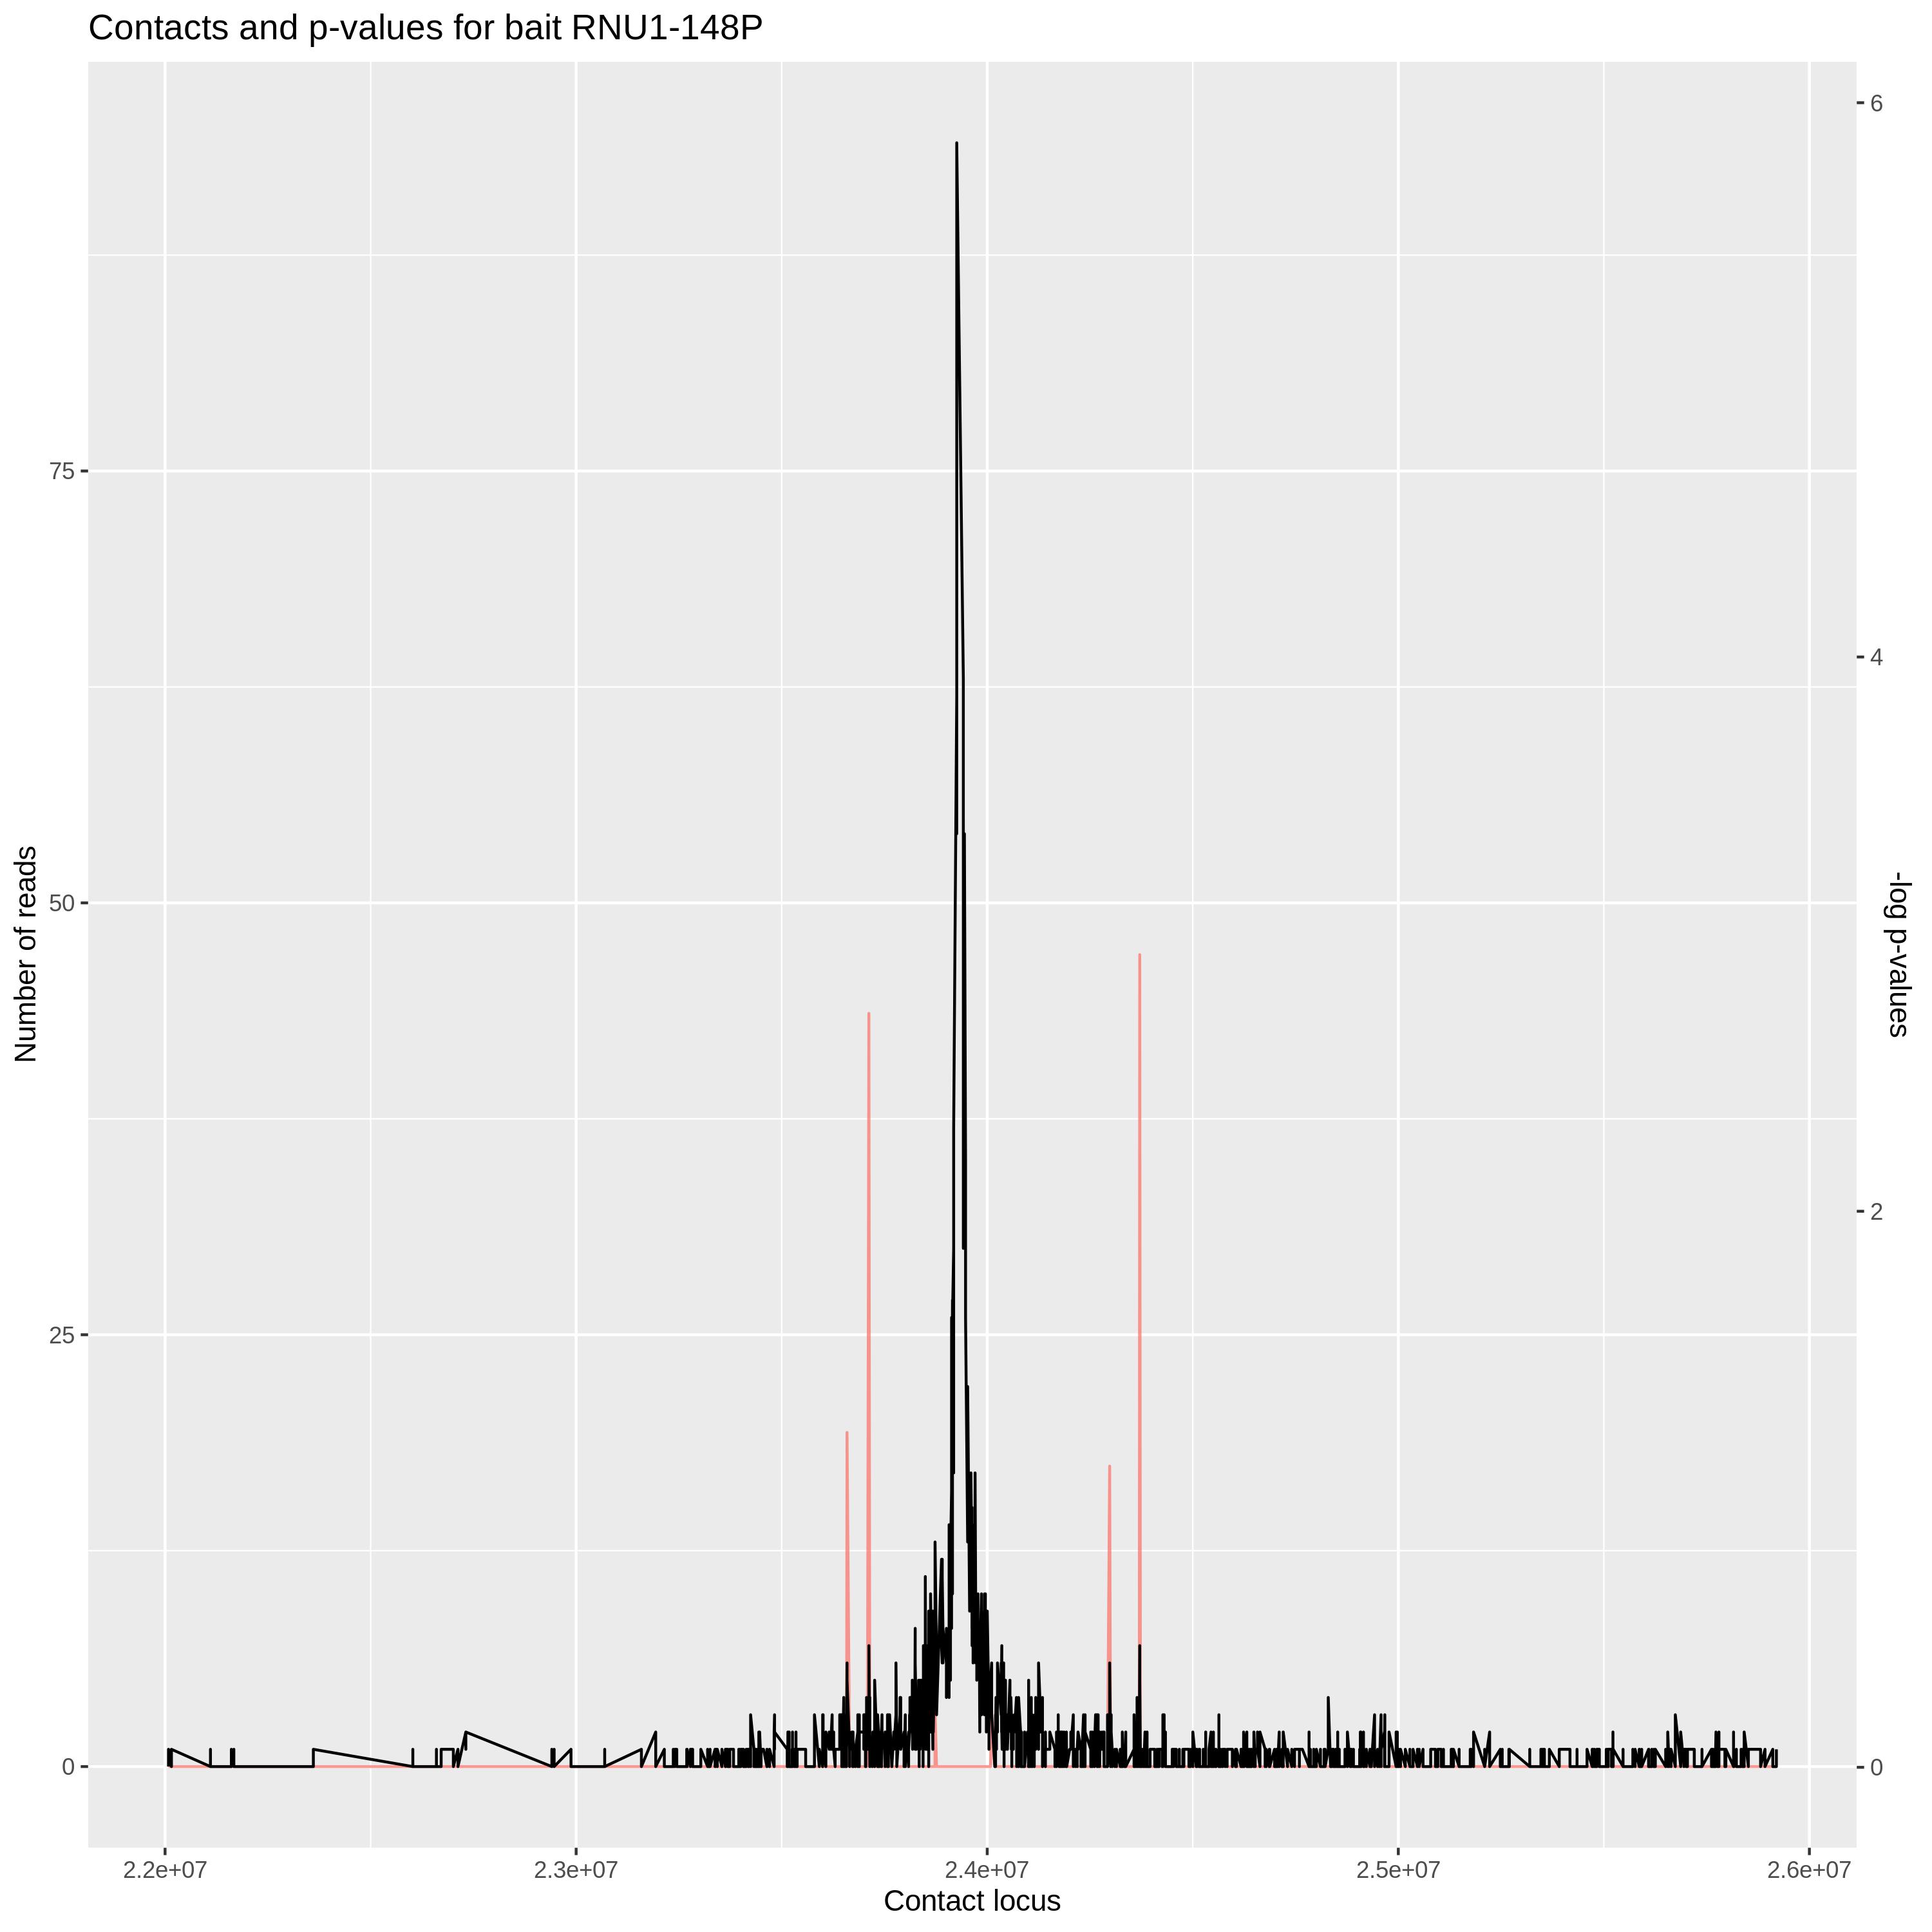 Contacts and p-values for bait RNU1-148P
6
75
4
50
Number of reads
-log p-values
2
25
0
0
2.2e+07 2.3e+07 2.4e+07 2.5e+07 2.6e+07
Contact locus